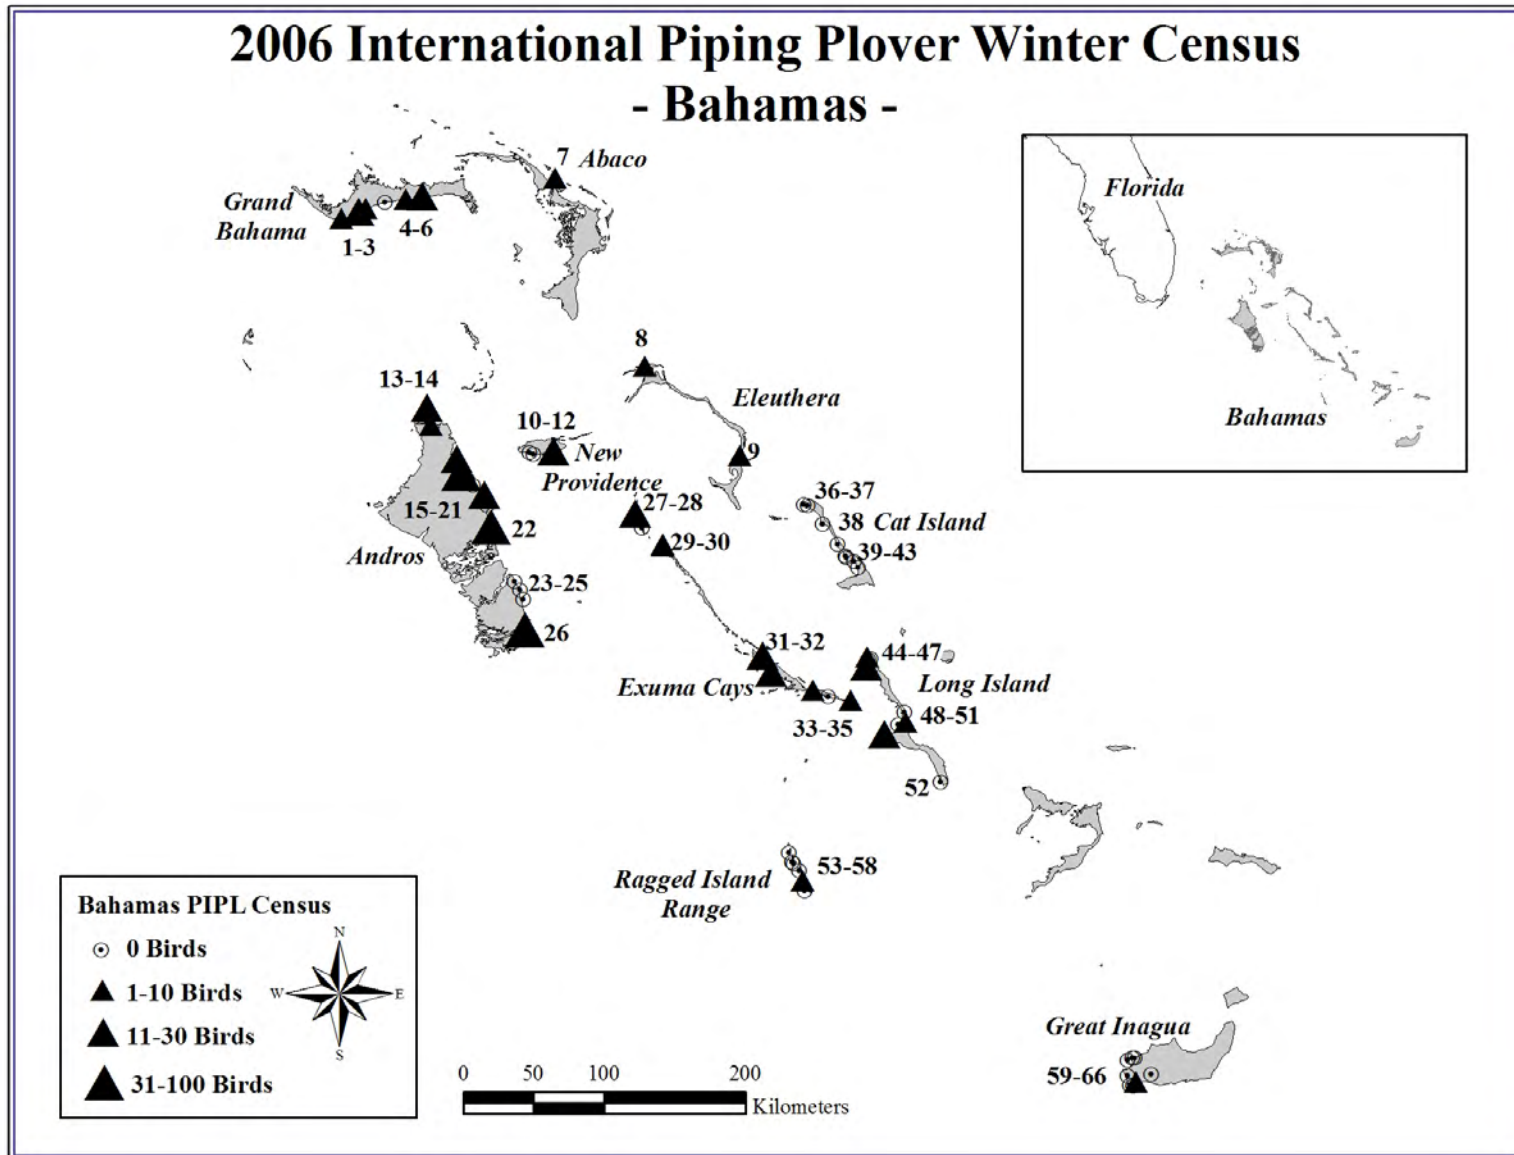 2006 International Piping Plover Winter Census
- Bahamas -
7 Abaco
Grand
Bahama
1-3
4-6
Florida
Bahamas
8
Eleuthera
9
13-14
10-12
New
Providence
15-21
22
Andros
23-25
26
27-28
29-30
36-37
38 Cat Island
39-43
31-32
Exuma Cays
33-35
44-47
Long Island
48-51
52
53-58
Ragged Island
Range
Great Inagua
59-66
Bahamas PIPL Census
0 Birds
1-10 Birds
11-30 Birds
31-100 Birds
N
W E
S
0 50 100 200
Kilometers